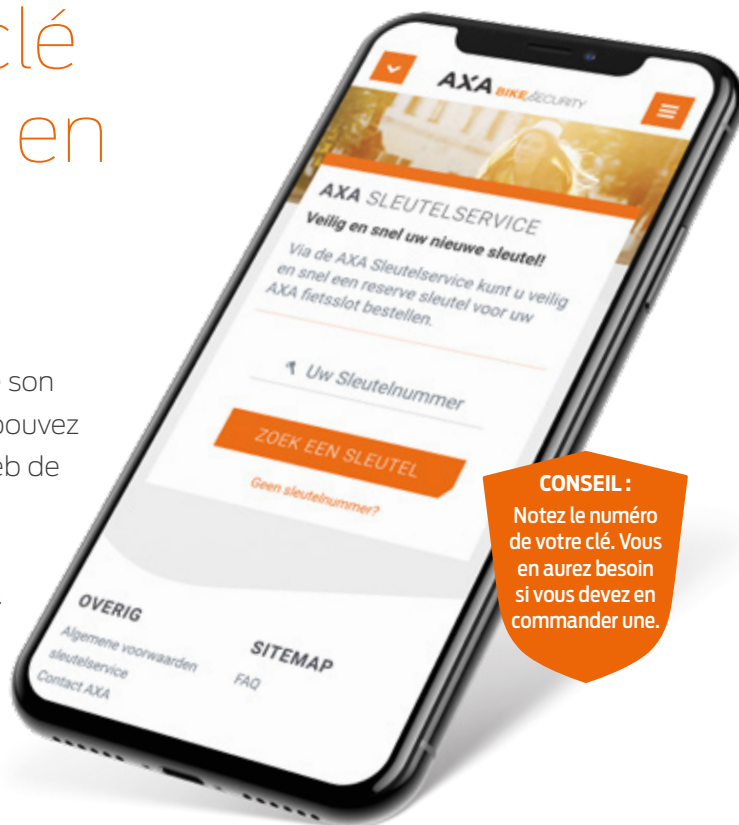 clé
en
son
pouvez
eb de
AXA BIKE SECURITY
AXA SLEUTELSERVICE
Veilig en snel uw nieuwe sleutel!
Via de AXA Sleutelservice kunt u veilig
en snel een reserve sleutel voor uw
AXA fietsslot bestellen.
Uw Sleutelnummer
ZOEK EEN SLEUTEL
Geen sleutelnummer?
OVERIG
Algemene voorwaarden
sleutelservice
Contact AXA
SITEMAP
FAQ
CONSEIL :
Notez le numéro
de votre clé. Vous
en aurez besoin
si vous devez en
commander une.